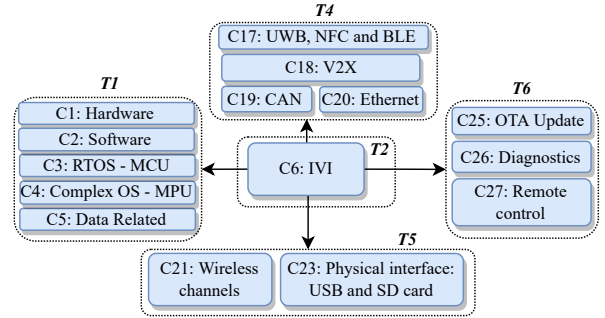 T4
C17: UWB, NFC and BLE
C18: V2X
C19: CAN
C20: Ethernet
T1
C1: Hardware
C2: Software
C3: RTOS - MCU
C4: Complex OS - MPU
C5: Data Related
T2
C6: IVI
T6
C25: OTA Update
C26: Diagnostics
C27: Remote
control
T5
C21: Wireless
channels
C23: Physical interface:
USB and SD card